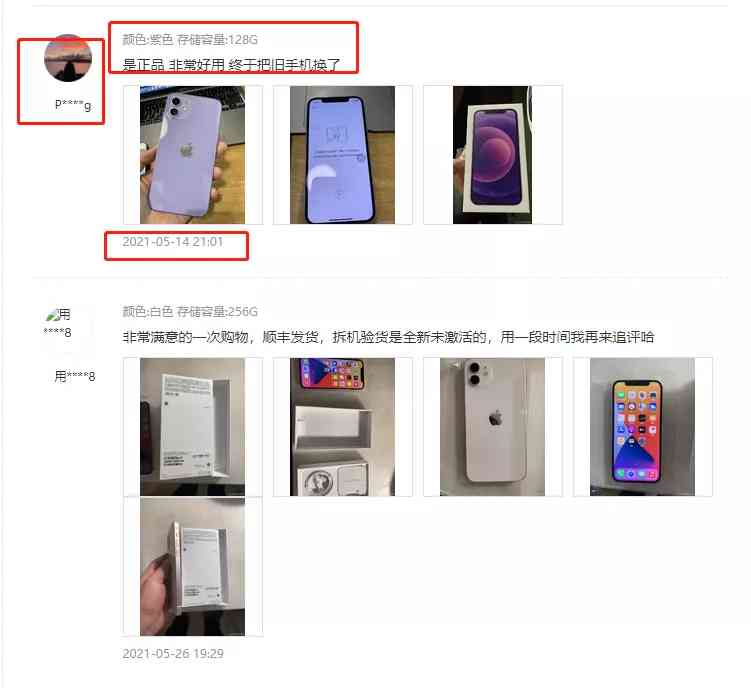 颜色:紫色 存储容量:128G
是正品 非常好用 终于把旧手机换了
P****g
2021-05-14 21:01
用
****8
颜色:白色 存储容量:256G
非常满意的一次购物，顺丰发货，拆机验货是全新未激活的，用一段时间我再来追评哈
用****8
2021-05-26 19:29